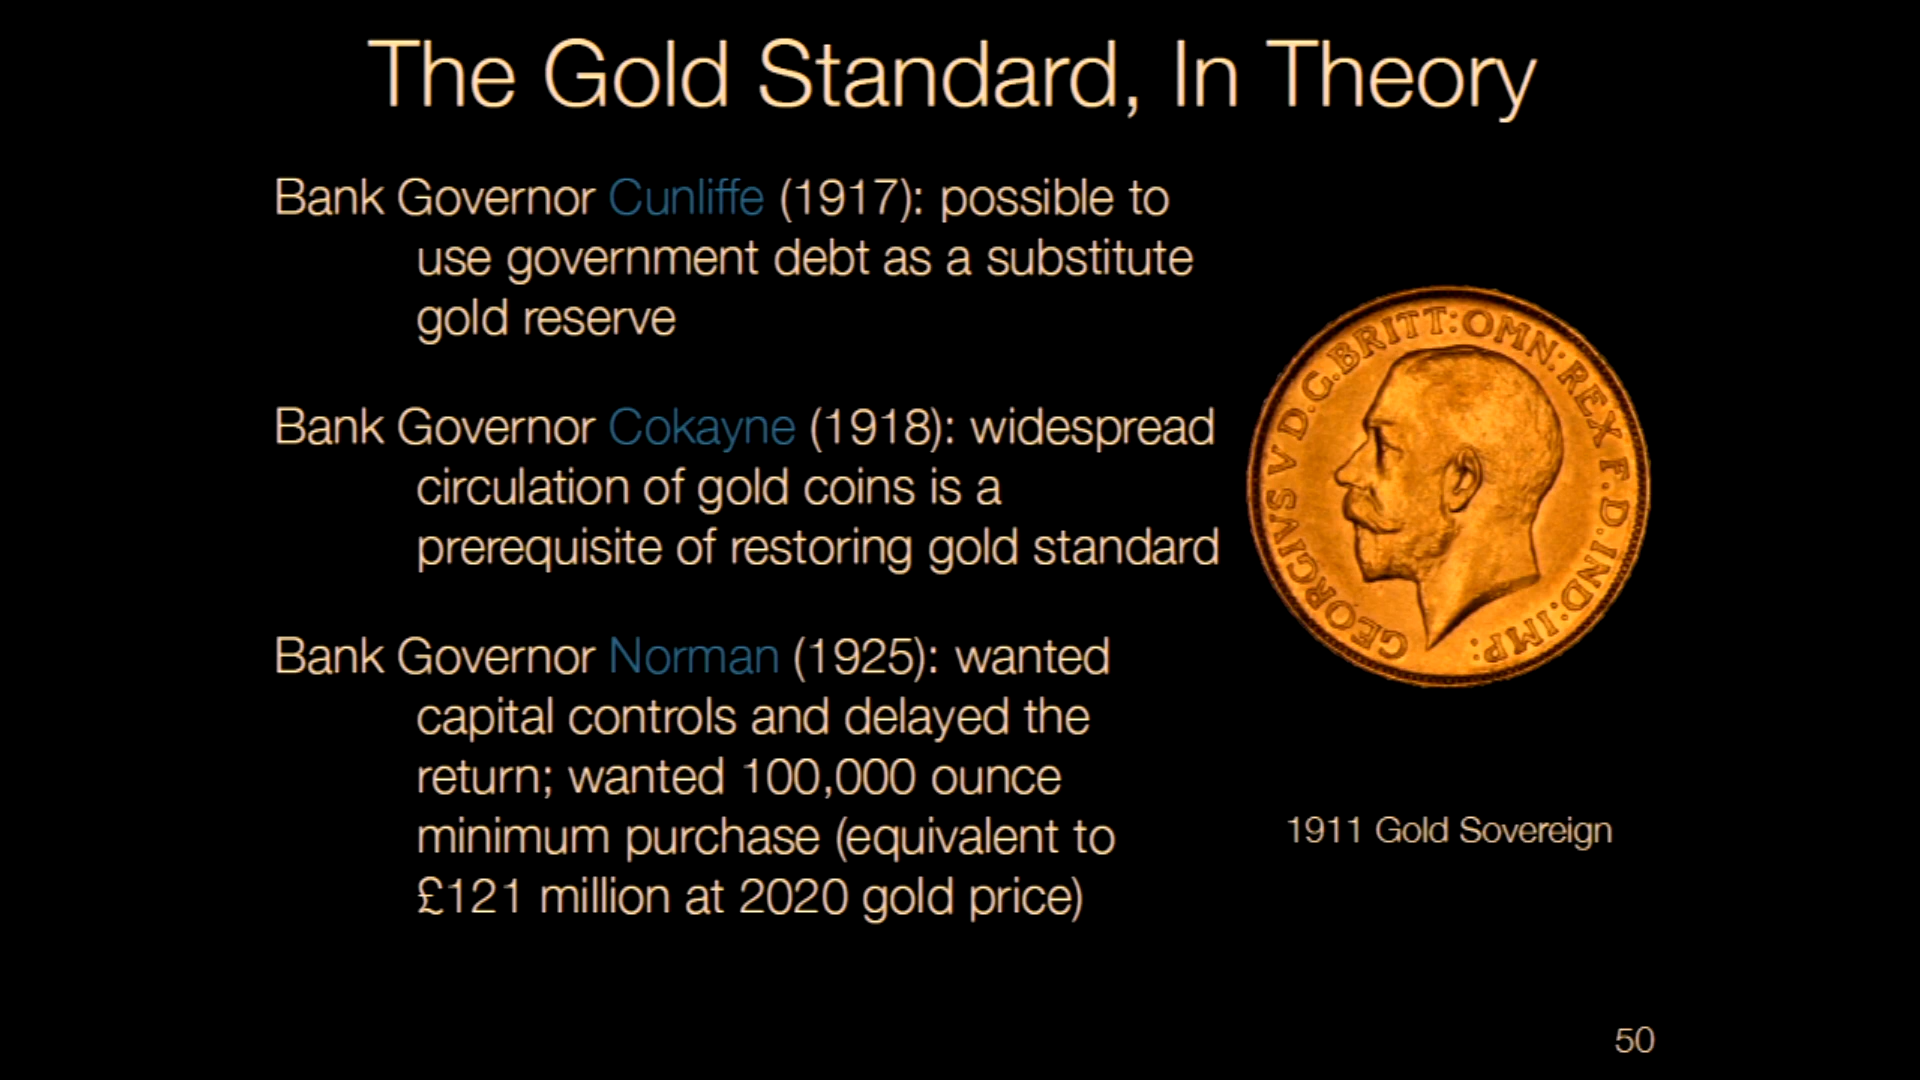 The Gold Standard, In Theory
Bank Governor Cunliffe (1917): possible to
use government debt as a substitute
gold reserve
Bank Governor Cokayne (1918): widespread
circulation of gold coins is a
prerequisite of restoring gold standard
Bank Governor Norman (1925): wanted
capital controls and delayed the
return; wanted 100,000 ounce
minimum purchase (equivalent to
£121 million at 2020 gold price)
GEORGIVS V D.G.BRITT:OMN:REX F.D.IND:IMP:
1911 Gold Sovereign
50